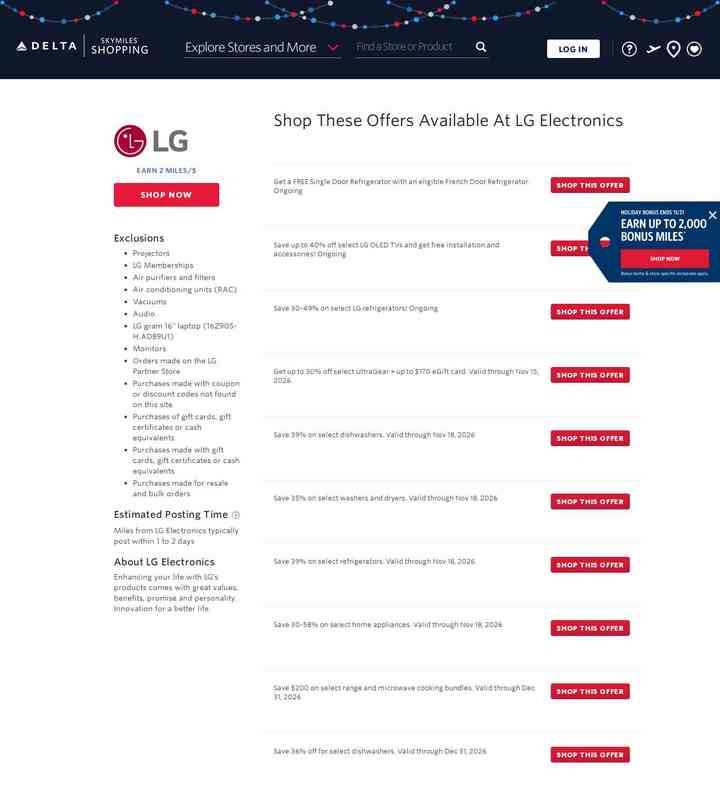 DELTA
SKYMILES
SHOPPING
Explore Stores and More
Find a Store or Product
LOG IN
LG
EARN 2 MILES/$
SHOP NOW
Exclusions
Projectors
LG Memberships
Air purifiers and filters
Air conditioning units (RAC)
Vacuums
Audio
LG gram 16" laptop (16Z90S-
H.ADB9U1)
Monitors
Orders made on the LG
Partner Store
Purchases made with coupon
or discount codes not found
on this site
Purchases of gift cards, gift
certificates or cash
equivalents
Purchases made with gift
cards, gift certificates or cash
equivalents
Purchases made for resale
and bulk orders
Estimated Posting Time
Miles from LG Electronics typically
post within 1 to 2 days
About LG Electronics
Enhancing your life with LG's
products comes with great values,
benefits, promise and personality.
Innovation for a better life.
Shop These Offers Available At LG Electronics
Get a FREE Single Door Refrigerator with an eligible French Door Refrigerator.
Ongoing
SHOP THIS OFFER
Save up to 40% off select LG OLED TVs and get free installation and
accessories! Ongoing
SHOP TH
HOLIDAY BONUS ENDS 11/21
EARN UP TO 2,000
BONUS MILES*
SHOP NOW
Bonus terms & store-specific exclusions apply.
Save 30-49% on select LG refrigerators! Ongoing
SHOP THIS OFFER
Get up to 30% off select UltraGear + up to $170 eGift card. Valid through Nov 15,
2026
SHOP THIS OFFER
Save 39% on select dishwashers. Valid through Nov 18, 2026
SHOP THIS OFFER
Save 35% on select washers and dryers. Valid through Nov 18, 2026
SHOP THIS OFFER
Save 39% on select refrigerators. Valid through Nov 18, 2026
SHOP THIS OFFER
Save 30-58% on select home appliances. Valid through Nov 18, 2026
SHOP THIS OFFER
Save $200 on select range and microwave cooking bundles. Valid through Dec
31, 2026
SHOP THIS OFFER
Save 36% off for select dishwashers. Valid through Dec 31, 2026
SHOP THIS OFFER